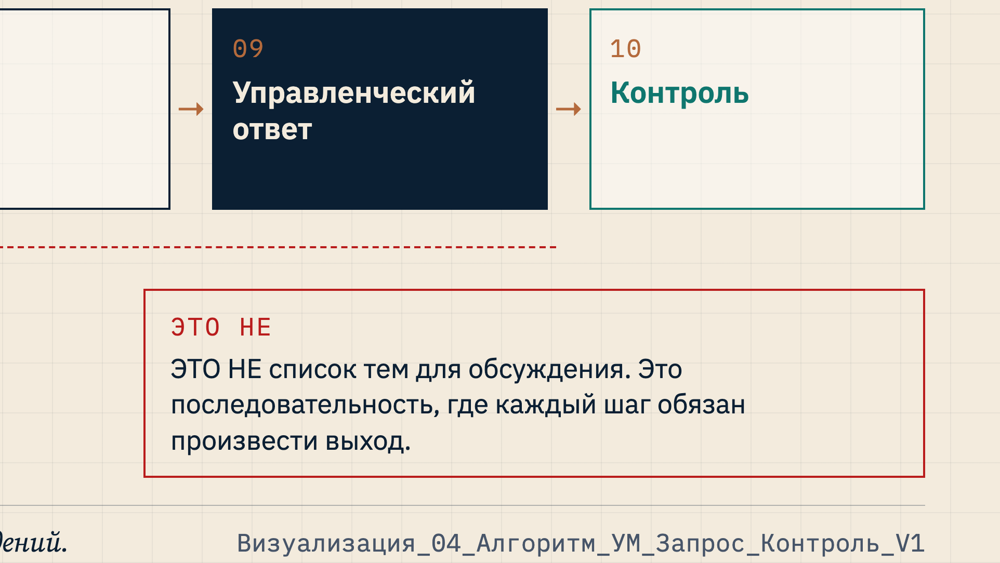 09
Управленческий
ответ
10
Контроль
ЭТО НЕ
ЭТО НЕ список тем для обсуждения. Это
последовательность, где каждый шаг обязан
произвести выход.
Визуализация_04_Алгоритм_УМ_Запрос_Контроль_V1